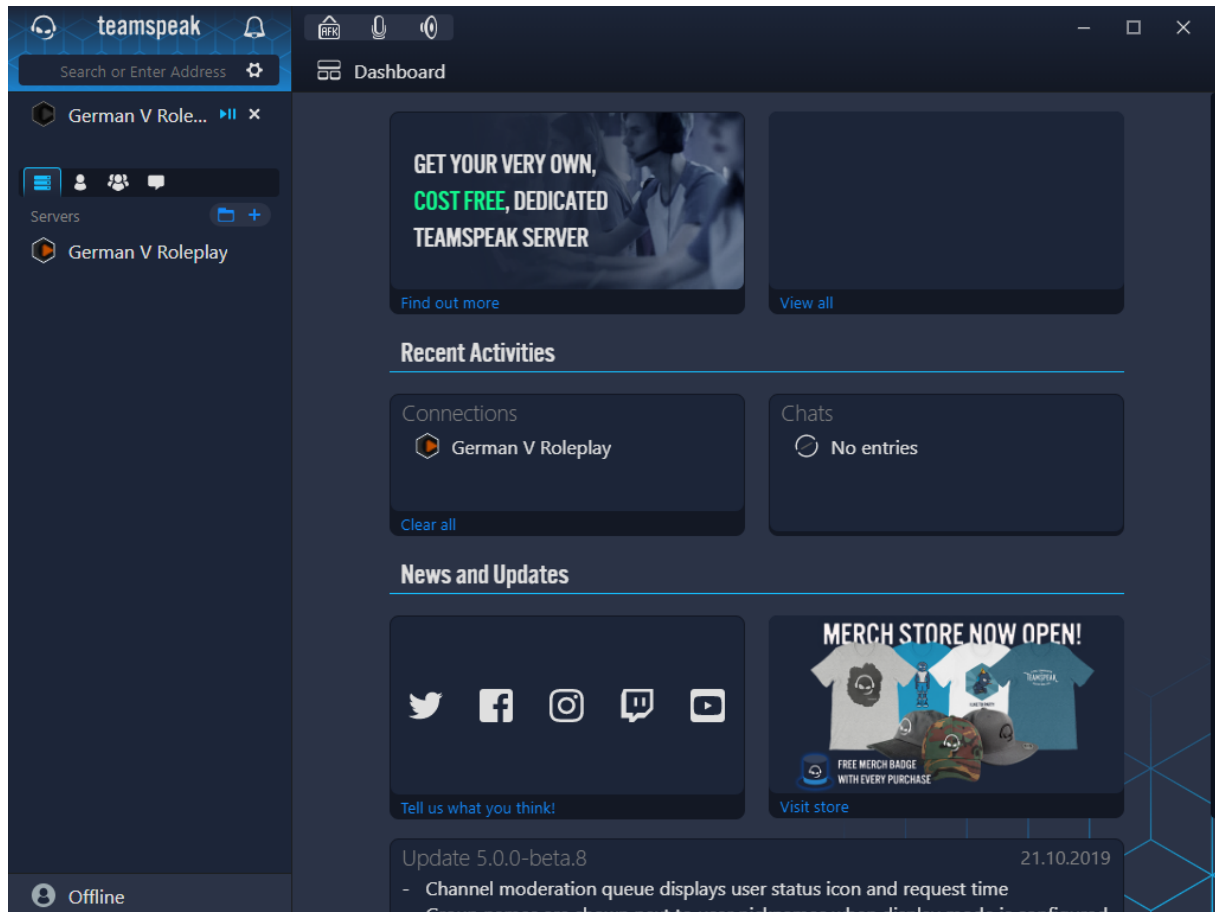 teamspeak
AFK
Search or Enter Address
Dashboard
German V Role...
Servers
German V Roleplay
GET YOUR VERY OWN,
COST FREE, DEDICATED
TEAMSPEAK SERVER
Find out more
View all
Recent Activities
Connections
German V Roleplay
Clear all
Chats
No entries
News and Updates
Tell us what you think!
MERCH STORE NOW OPEN!
TEAMSPEAK
FREE MERCH BADGE
WITH EVERY PURCHASE
Visit store
Update 5.0.0-beta.8
21.10.2019
- Channel moderation queue displays user status icon and request time
Offline